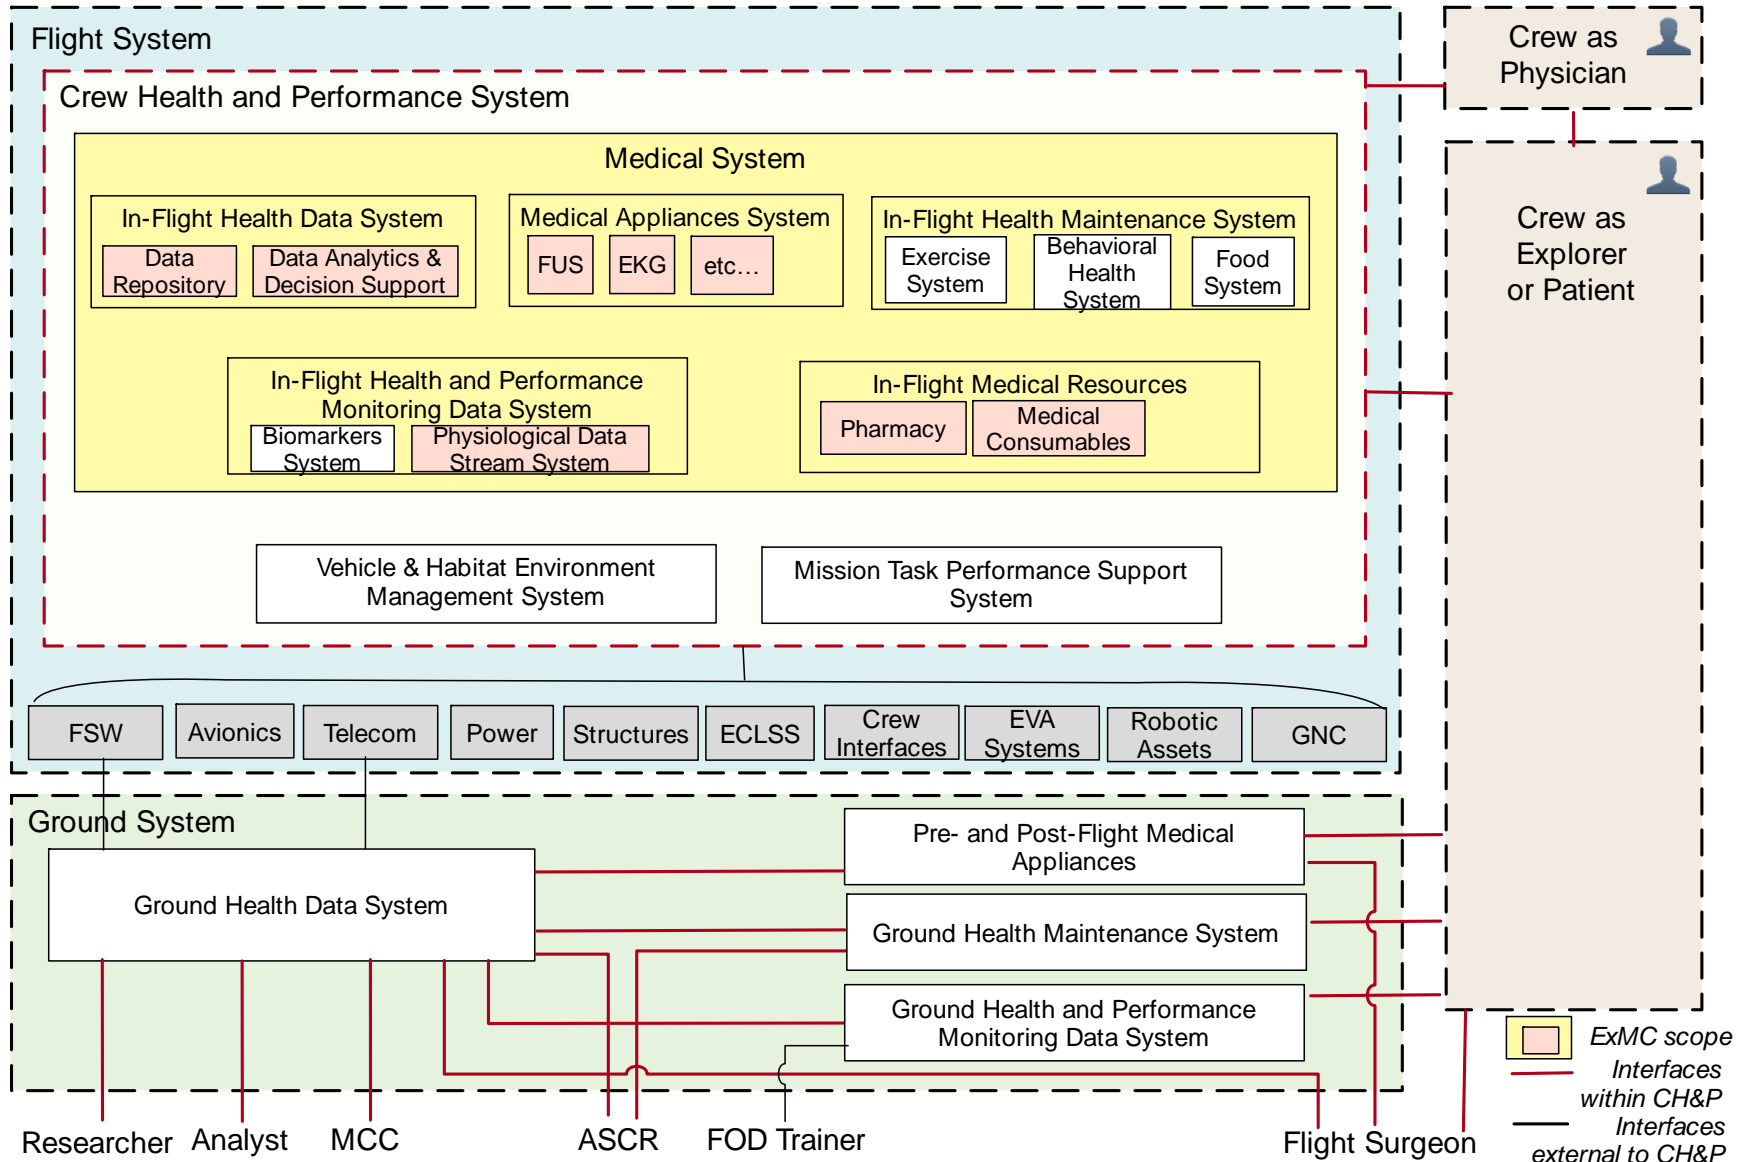 Flight System
Crew Health and Performance System
Medical System
In-Flight Health Data System
Data
Repository
Data Analytics &
Decision Support
Medical Appliances System
FUS
EKG
etc...
In-Flight Health Maintenance System
Exercise
System
Behavioral
Health
System
Food
System
In-Flight Health and Performance
Monitoring Data System
Biomarkers
System
Physiological Data
Stream System
In-Flight Medical Resources
Pharmacy
Medical
Consumables
Vehicle & Habitat Environment
Management System
Mission Task Performance Support
System
FSW
Avionics
Telecom
Power
Structures
ECLSS
Crew
Interfaces
EVA
Systems
Robotic
Assets
GNC
Crew as
Physician
Crew as
Explorer
or Patient
Ground System
Ground Health Data System
Pre- and Post-Flight Medical
Appliances
Ground Health Maintenance System
Ground Health and Performance
Monitoring Data System
Researcher
Analyst
MCC
ASCR
FOD Trainer
Flight Surgeon
ExMC scope
Interfaces
within CH&P
Interfaces
external to CH&P